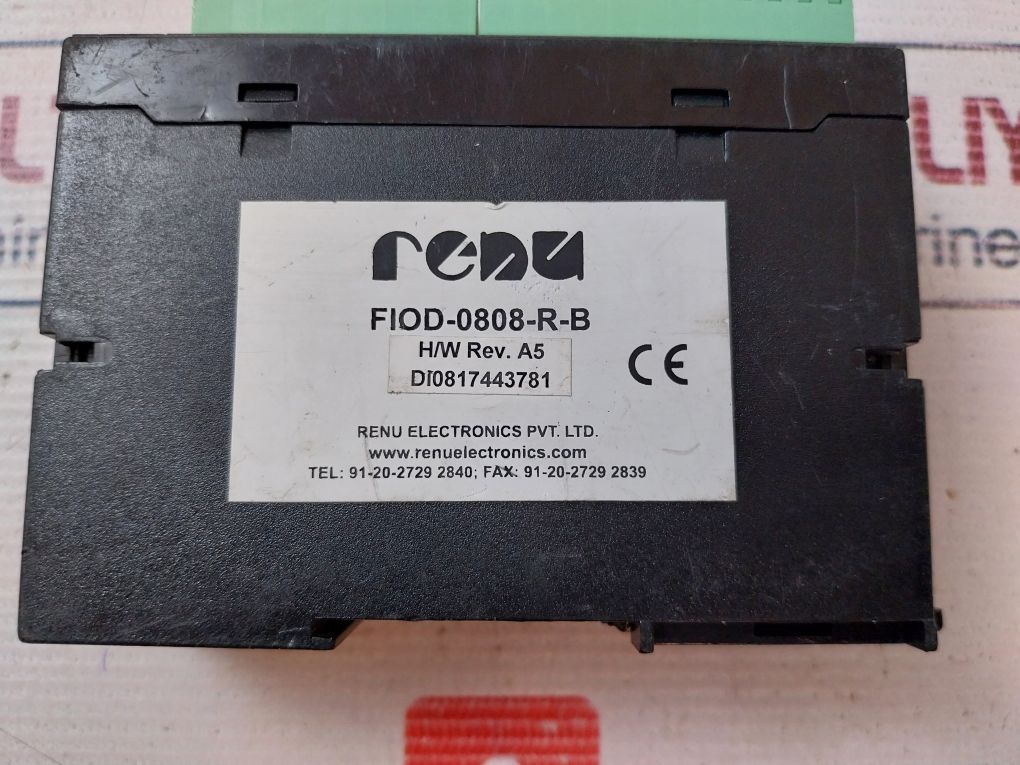 renu
FIOD-0808-R-B
H/W Rev. A5
DI0817443781
CE
RENU ELECTRONICS PVT. LTD.
www.renuelectronics.com
TEL: 91-20-2729 2840; FAX: 91-20-2729 2839